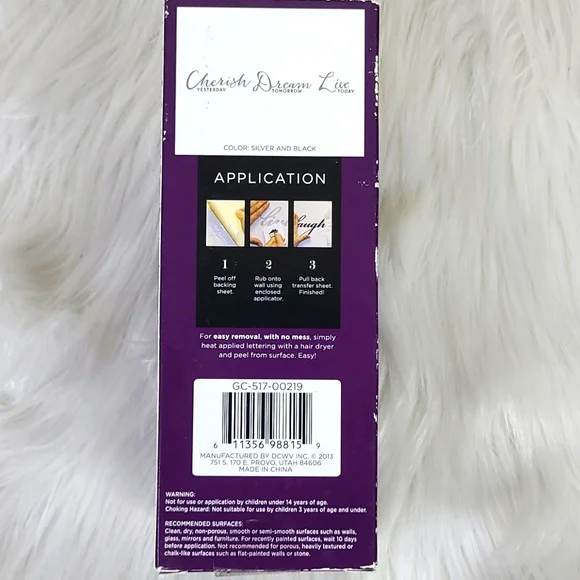 Cherish Dream Live
YESTERDAY TOMORROW TODAY
COLOR: SILVER AND BLACK
APPLICATION
live laugh
1 2 3
Peel off Rub onto Pull back
backing wall using transfer sheet.
sheet. enclosed Finished!
applicator.
For easy removal, with no mess, simply
heat applied lettering with a hair dryer
and peel from surface. Easy!
GC-517-00219
6 11356 98815 9
MANUFACTURED BY DCWV INC. © 2013
751 S. 170 E. PROVO, UTAH 84606
MADE IN CHINA
WARNING:
Not for use or application by children under 14 years of age.
Choking Hazard: Not suitable for use by children 3 years of age and under.
RECOMMENDED SURFACES:
Clean, dry, non-porous, smooth or semi-smooth surfaces such as walls,
glass, mirrors and furniture. For recently painted surfaces, wait 10 days
before application. Not recommended for porous, heavily textured or
chalk-like surfaces such as flat-painted walls or stone.